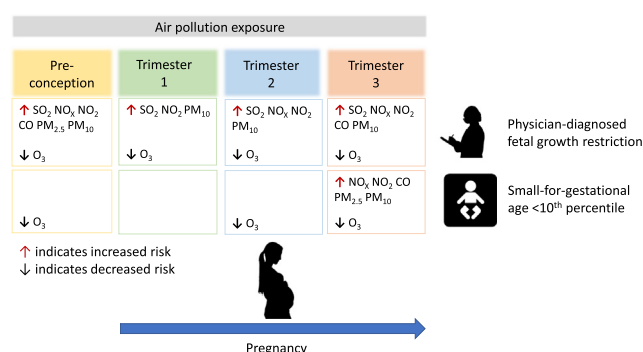 Air pollution exposure
Pre-
conception
Trimester
1
Trimester
2
Trimester
3
↑ SO₂ NOₓ NO₂
CO PM₂.₅ PM₁₀
↓ O₃
↑ SO₂ NO₂ PM₁₀
↓ O₃
↑ SO₂ NOₓ NO₂
PM₁₀
↓ O₃
↑ SO₂ NOₓ NO₂
CO PM₁₀
↓ O₃
Physician-diagnosed
fetal growth restriction
↓ O₃
↓ O₃
↑ NOₓ NO₂ CO
PM₂.₅ PM₁₀
↓ O₃
Small-for-gestational
age <10ᵗʰ percentile
↑ indicates increased risk
↓ indicates decreased risk
Pregnancy